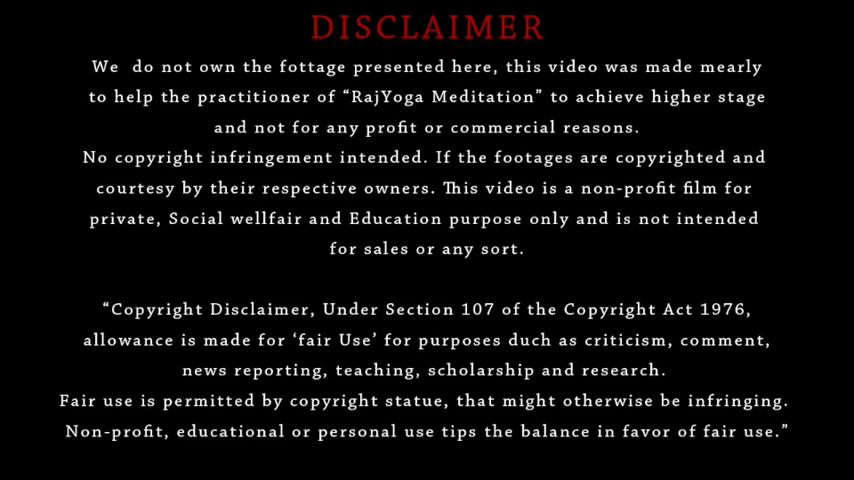 DISCLAIMER
We do not own the fottage presented here, this video was made mearly
to help the practitioner of “RajYoga Meditation” to achieve higher stage
and not for any profit or commercial reasons.
No copyright infringement intended. If the footages are copyrighted and
courtesy by their respective owners. This video is a non-profit film for
private, Social wellfair and Education purpose only and is not intended
for sales or any sort.
“Copyright Disclaimer, Under Section 107 of the Copyright Act 1976,
allowance is made for ‘fair Use’ for purposes duch as criticism, comment,
news reporting, teaching, scholarship and research.
Fair use is permitted by copyright statue, that might otherwise be infringing.
Non-profit, educational or personal use tips the balance in favor of fair use.”